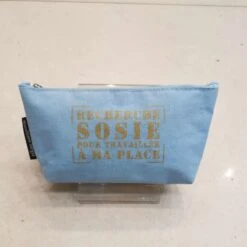 RECHERCHE
SOSIE
POUR TRAVAILLER
À MA PLACE